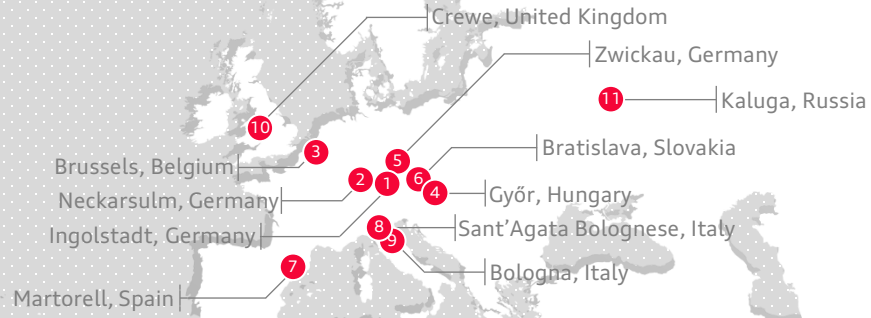 Crewe, United Kingdom
Zwickau, Germany
11
Kaluga, Russia
10
3
Bratislava, Slovakia
Brussels, Belgium
5
2
1
6
4
Neckarsulm, Germany
Győr, Hungary
8
Sant’Agata Bolognese, Italy
Ingolstadt, Germany
9
7
Bologna, Italy
Martorell, Spain